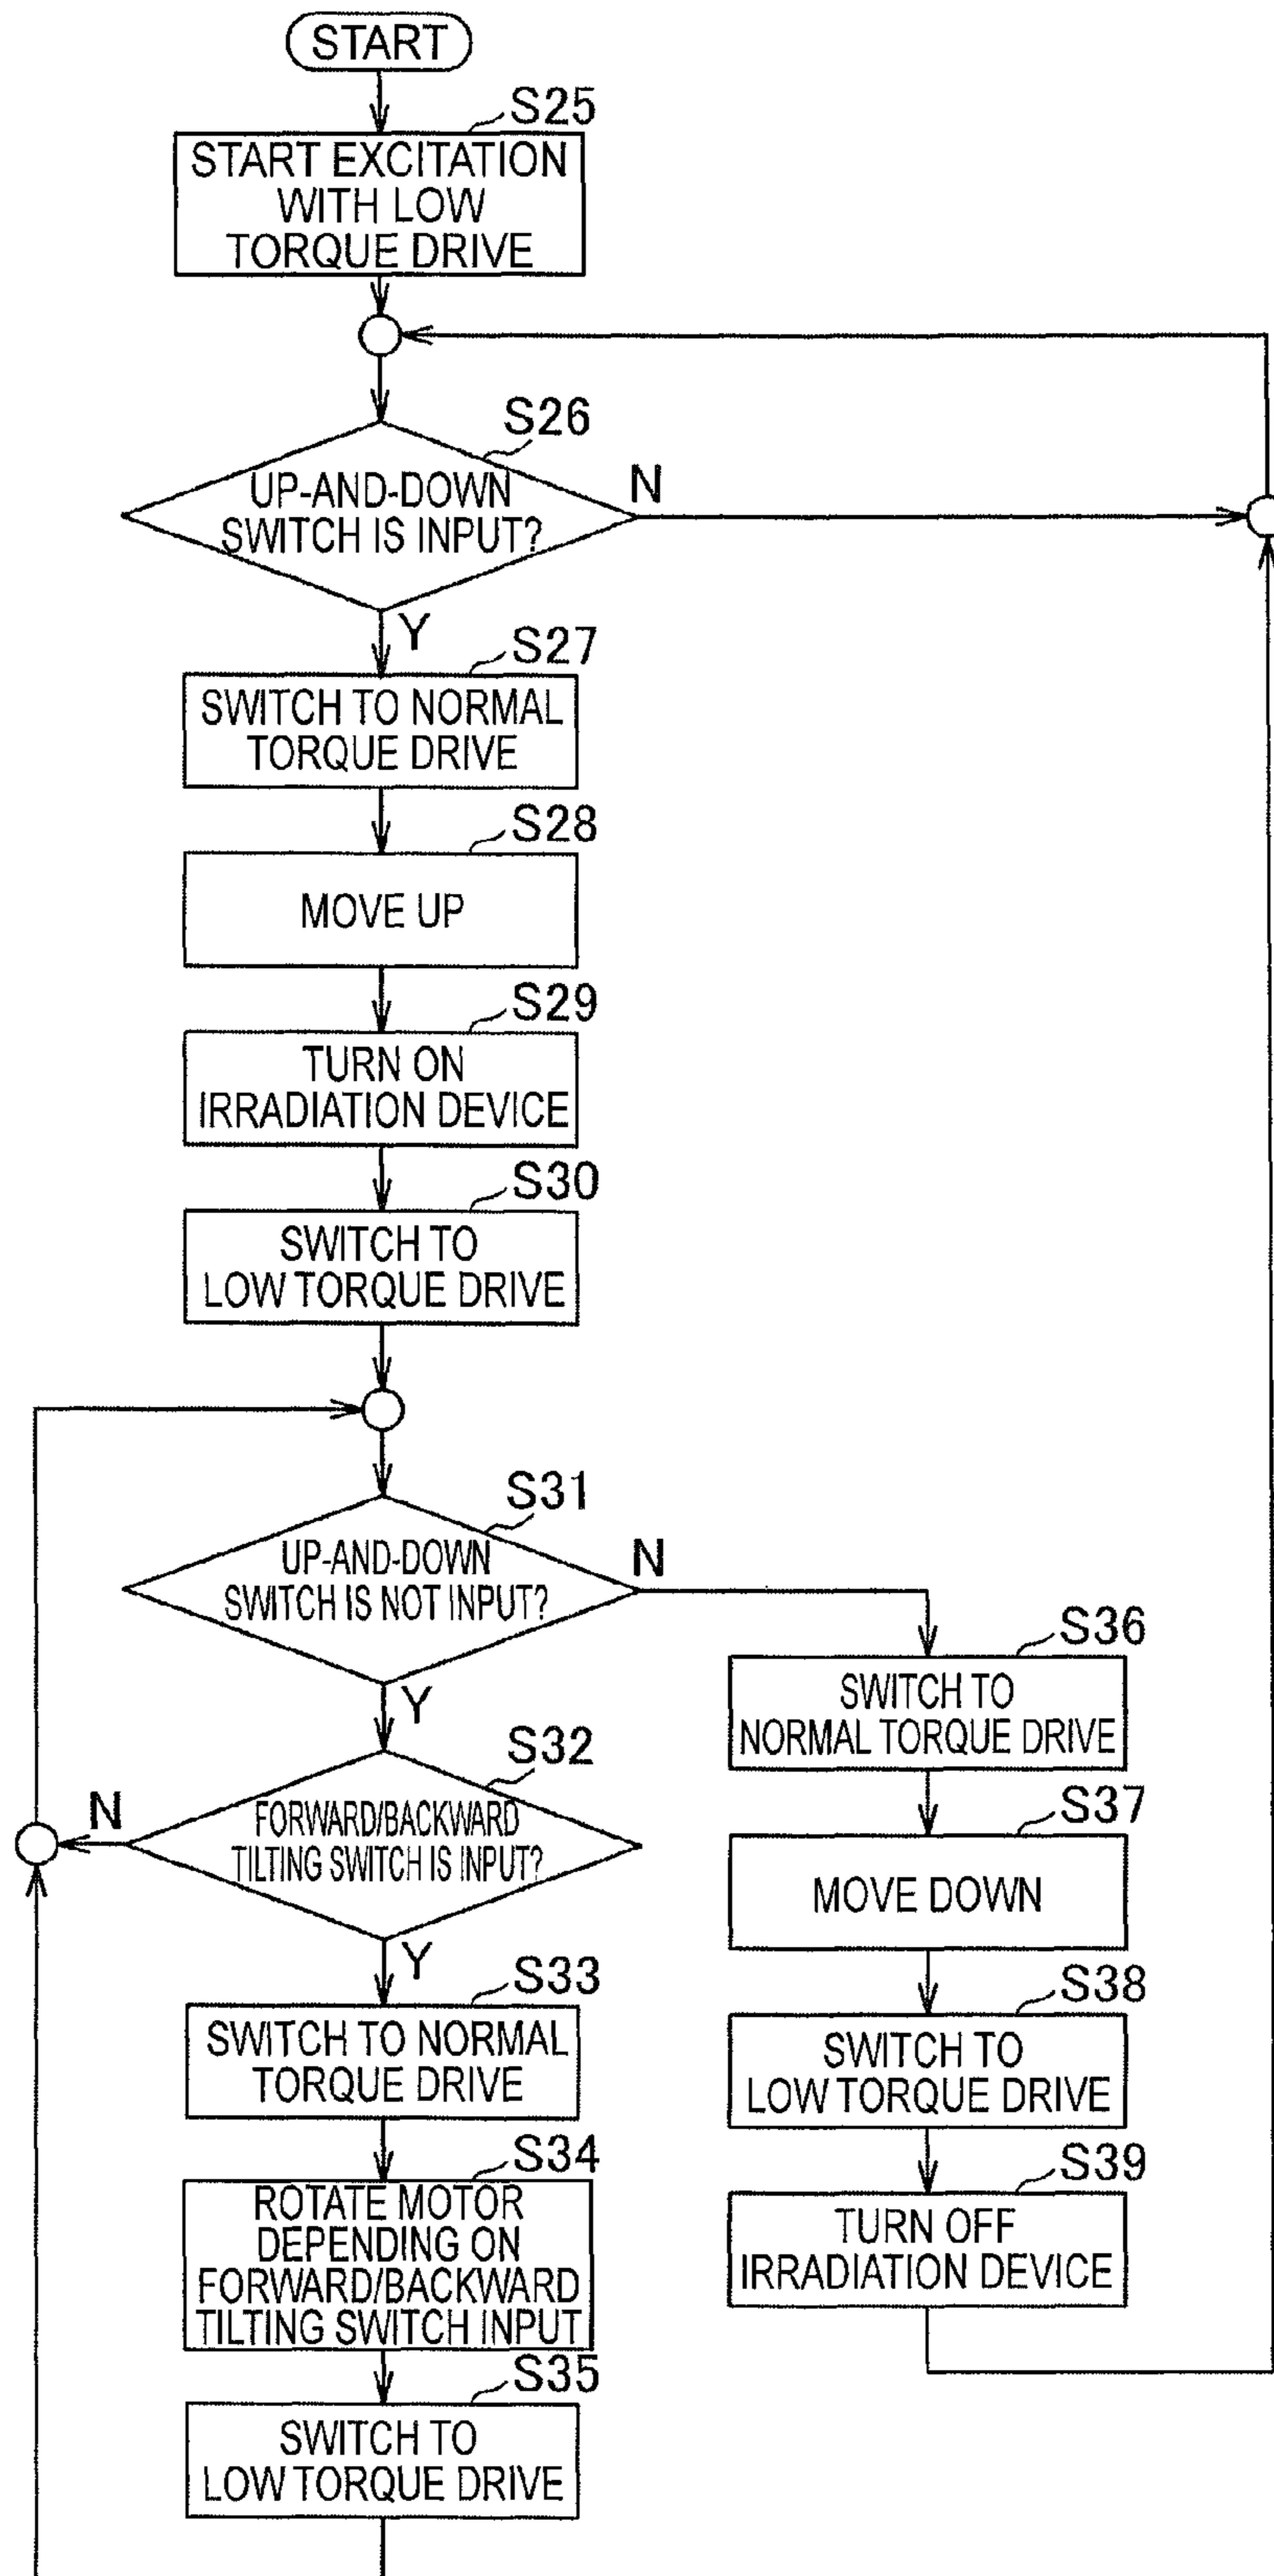 START
S25
START EXCITATION
WITH LOW
TORQUE DRIVE
S26
UP-AND-DOWN
SWITCH IS INPUT?
N
Y
S27
SWITCH TO NORMAL
TORQUE DRIVE
S28
MOVE UP
S29
TURN ON
IRRADIATION DEVICE
S30
SWITCH TO
LOW TORQUE DRIVE
S31
UP-AND-DOWN
SWITCH IS NOT INPUT?
N
Y
S32
FORWARD/BACKWARD
TILTING SWITCH IS INPUT?
N
Y
S33
SWITCH TO NORMAL
TORQUE DRIVE
S34
ROTATE MOTOR
DEPENDING ON
FORWARD/BACKWARD
TILTING SWITCH INPUT
S35
SWITCH TO
LOW TORQUE DRIVE
S36
SWITCH TO
NORMAL TORQUE DRIVE
S37
MOVE DOWN
S38
SWITCH TO
LOW TORQUE DRIVE
S39
TURN OFF
IRRADIATION DEVICE